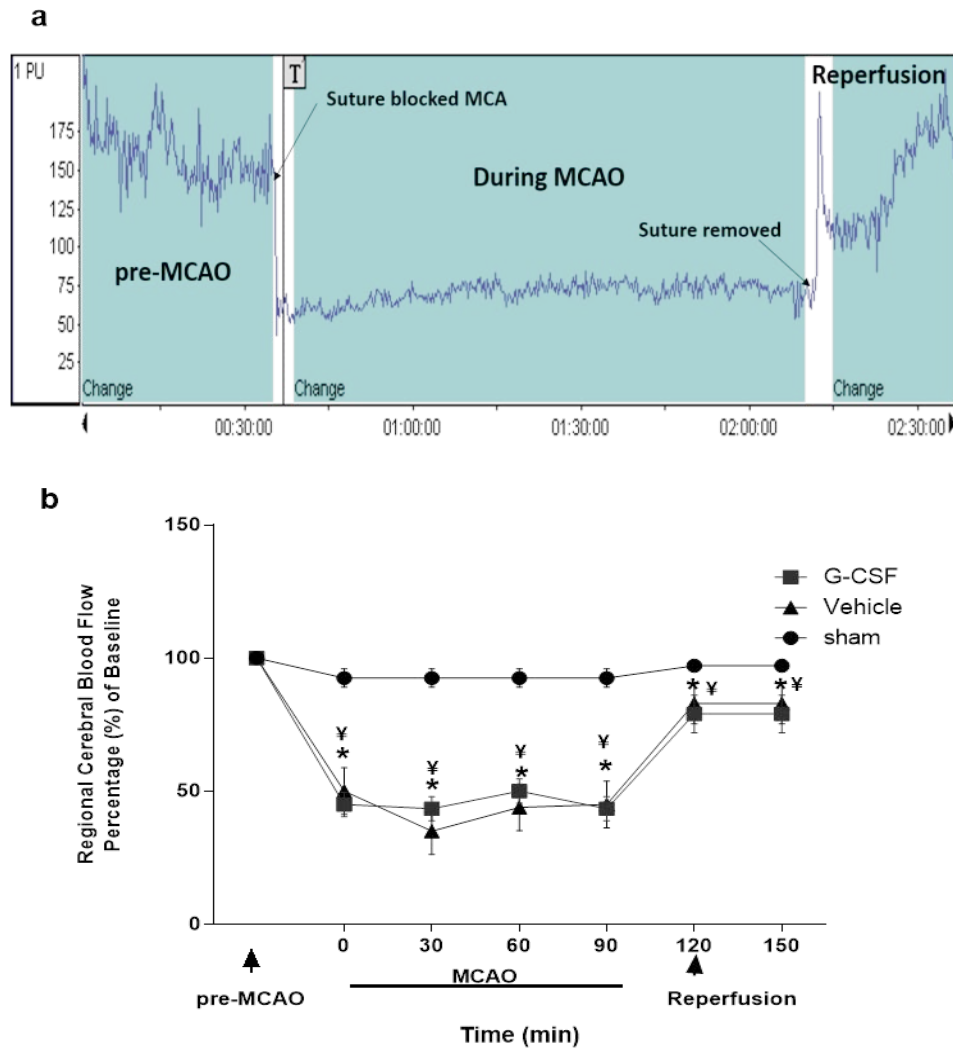 a
1 PU
T
Reperfusion
Suture blocked MCA
175
150
During MCAO
125
Suture removed
100
pre-MCAO
75
50
25
Change Change Change
00:30:00 01:00:00 01:30:00 02:00:00 02:30:00
b
Regional Cerebral Blood Flow
Percentage (%) of Baseline
150
100
50
0
G-CSF
Vehicle
sham
¥ ¥ ¥ ¥ * ¥ * ¥
* * * *
0 30 60 90 120 150
MCAO
pre-MCAO Reperfusion
Time (min)